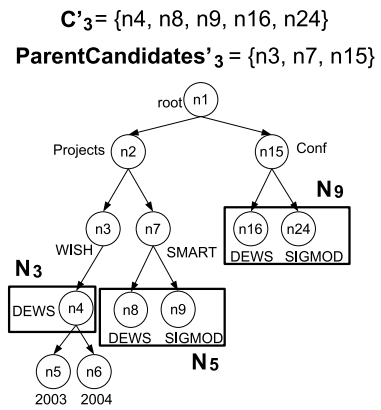 C'3 = {n4, n8, n9, n16, n24}
ParentCandidates'3 = {n3, n7, n15}
root n1
Projects n2 n15 Conf
N9
n3 n7 n16 n24
WISH SMART DEWS SIGMOD
N3
DEWS n4 n8 n9
DEWS SIGMOD
N5
n5 n6
2003 2004